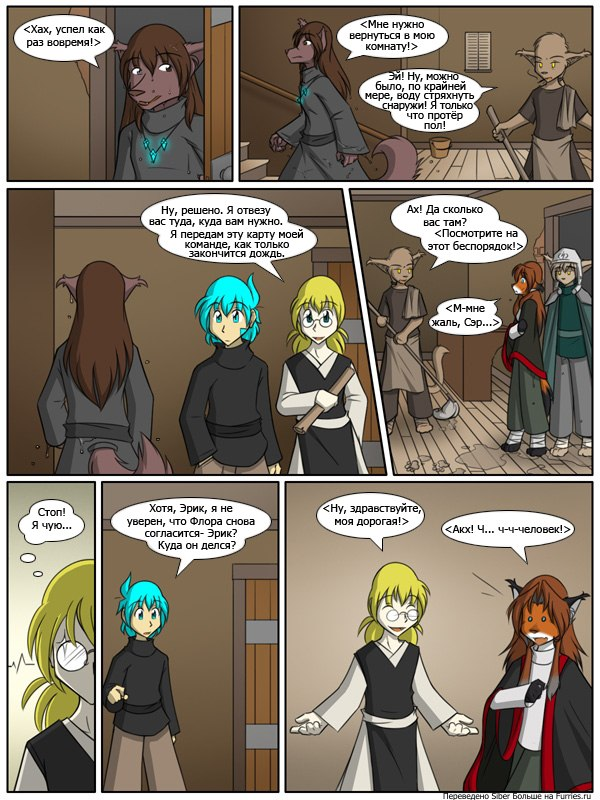 <Хах, успел как
раз вовремя!>
<Мне нужно
вернуться в мою
комнату!>
Эй! Ну, можно
было, по крайней
мере, воду стряхнуть
снаружи! Я только
что протёр
пол!
Ну, решено. Я отвезу
вас туда, куда вам нужно.
Я передам эту карту моей
команде, как только
закончится дождь.
Ах! Да сколько
вас там?
<Посмотрите на
этот беспорядок!>
<М-мне
жаль, Сэр...>
Стоп!
Я чую...
Хотя, Эрик, я не
уверен, что Флора снова
согласится- Эрик?
Куда он делся?
<Ну, здравствуйте,
моя дорогая!>
<Акх! Ч... ч-ч-человек!>
Переведено Siber Больше на Furries.ru